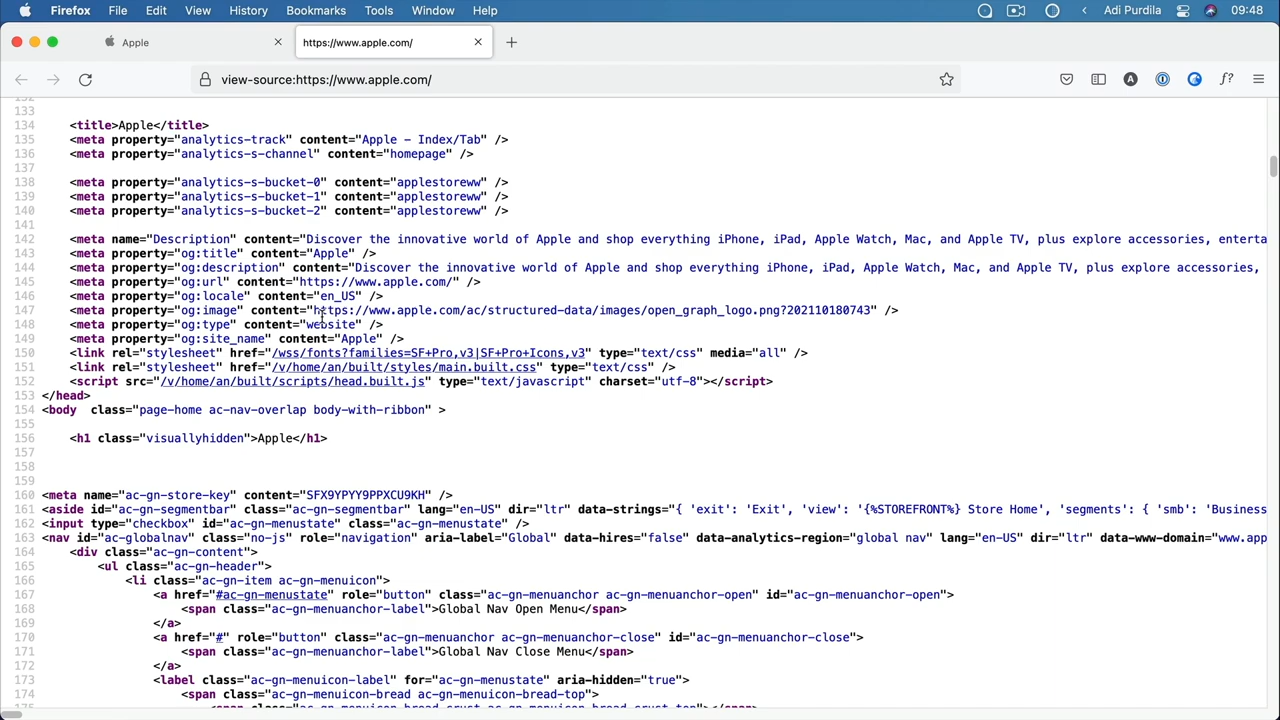 Firefox File Edit View History Bookmarks Tools Window Help Adi Purdila 09:48
Apple https://www.apple.com/
view-source:https://www.apple.com/
133
134 <title>Apple</title>
135 <meta property="analytics-track" content="Apple - Index/Tab" />
136 <meta property="analytics-s-channel" content="homepage" />
137
138 <meta property="analytics-s-bucket-0" content="applestoreww" />
139 <meta property="analytics-s-bucket-1" content="applestoreww" />
140 <meta property="analytics-s-bucket-2" content="applestoreww" />
141
142 <meta name="Description" content="Discover the innovative world of Apple and shop everything iPhone, iPad, Apple Watch, Mac, and Apple TV, plus explore accessories, enterta
143 <meta property="og:title" content="Apple" />
144 <meta property="og:description" content="Discover the innovative world of Apple and shop everything iPhone, iPad, Apple Watch, Mac, and Apple TV, plus explore accessories,
145 <meta property="og:url" content="https://www.apple.com/" />
146 <meta property="og:locale" content="en_US" />
147 <meta property="og:image" content="https://www.apple.com/ac/structured-data/images/open_graph_logo.png?202110180743" />
148 <meta property="og:type" content="website" />
149 <meta property="og:site_name" content="Apple" />
150 <link rel="stylesheet" href="/wss/fonts?families=SF+Pro,v3|SF+Pro+Icons,v3" type="text/css" media="all" />
151 <link rel="stylesheet" href="/v/home/an/built/styles/main.built.css" type="text/css" />
152 <script src="/v/home/an/built/scripts/head.built.js" type="text/javascript" charset="utf-8"></script>
153 </head>
154 <body class="page-home ac-nav-overlap body-with-ribbon" >
155
156 <h1 class="visuallyhidden">Apple</h1>
157
158
159
160 <meta name="ac-gn-store-key" content="SFX9YPYY9PPXCU9KH" />
161 <aside id="ac-gn-segmentbar" class="ac-gn-segmentbar" lang="en-US" dir="ltr" data-strings="{ 'exit': 'Exit', 'view': '{%STOREFRONT%} Store Home', 'segments': { 'smb': 'Business
162 <input type="checkbox" id="ac-gn-menustate" class="ac-gn-menustate" />
163 <nav id="ac-globalnav" class="no-js" role="navigation" aria-label="Global" data-hires="false" data-analytics-region="global nav" lang="en-US" dir="ltr" data-www-domain="www.app
164 <div class="ac-gn-content">
165 <ul class="ac-gn-header">
166 <li class="ac-gn-item ac-gn-menuicon">
167 <a href="#ac-gn-menustate" role="button" class="ac-gn-menuanchor ac-gn-menuanchor-open" id="ac-gn-menuanchor-open">
168 <span class="ac-gn-menuanchor-label">Global Nav Open Menu</span>
169 </a>
170 <a href="#" role="button" class="ac-gn-menuanchor ac-gn-menuanchor-close" id="ac-gn-menuanchor-close">
171 <span class="ac-gn-menuanchor-label">Global Nav Close Menu</span>
172 </a>
173 <label class="ac-gn-menuicon-label" for="ac-gn-menustate" aria-hidden="true">
174 <span class="ac-gn-menuicon-bread ac-gn-menuicon-bread-top">